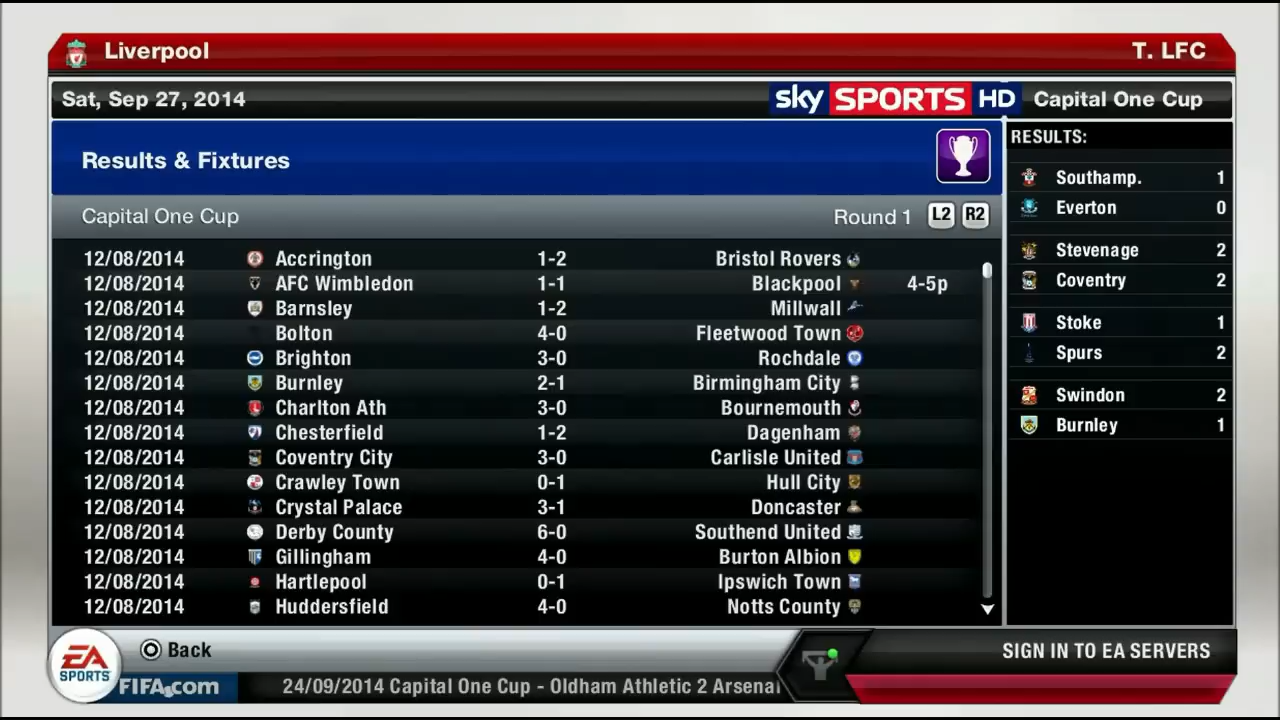 Liverpool T. LFC
Sat, Sep 27, 2014 sky SPORTS HD Capital One Cup
Results & Fixtures
Capital One Cup Round 1 L2 R2
12/08/2014 Accrington 1-2 Bristol Rovers
12/08/2014 AFC Wimbledon 1-1 Blackpool 4-5p
12/08/2014 Barnsley 1-2 Millwall
12/08/2014 Bolton 4-0 Fleetwood Town
12/08/2014 Brighton 3-0 Rochdale
12/08/2014 Burnley 2-1 Birmingham City
12/08/2014 Charlton Ath 3-0 Bournemouth
12/08/2014 Chesterfield 1-2 Dagenham
12/08/2014 Coventry City 3-0 Carlisle United
12/08/2014 Crawley Town 0-1 Hull City
12/08/2014 Crystal Palace 3-1 Doncaster
12/08/2014 Derby County 6-0 Southend United
12/08/2014 Gillingham 4-0 Burton Albion
12/08/2014 Hartlepool 0-1 Ipswich Town
12/08/2014 Huddersfield 4-0 Notts County
RESULTS:
Southamp. 1
Everton 0
Stevenage 2
Coventry 2
Stoke 1
Spurs 2
Swindon 2
Burnley 1
EA SPORTS
Back
SIGN IN TO EA SERVERS
FIFA.com
24/09/2014 Capital One Cup - Oldham Athletic 2 Arsenal